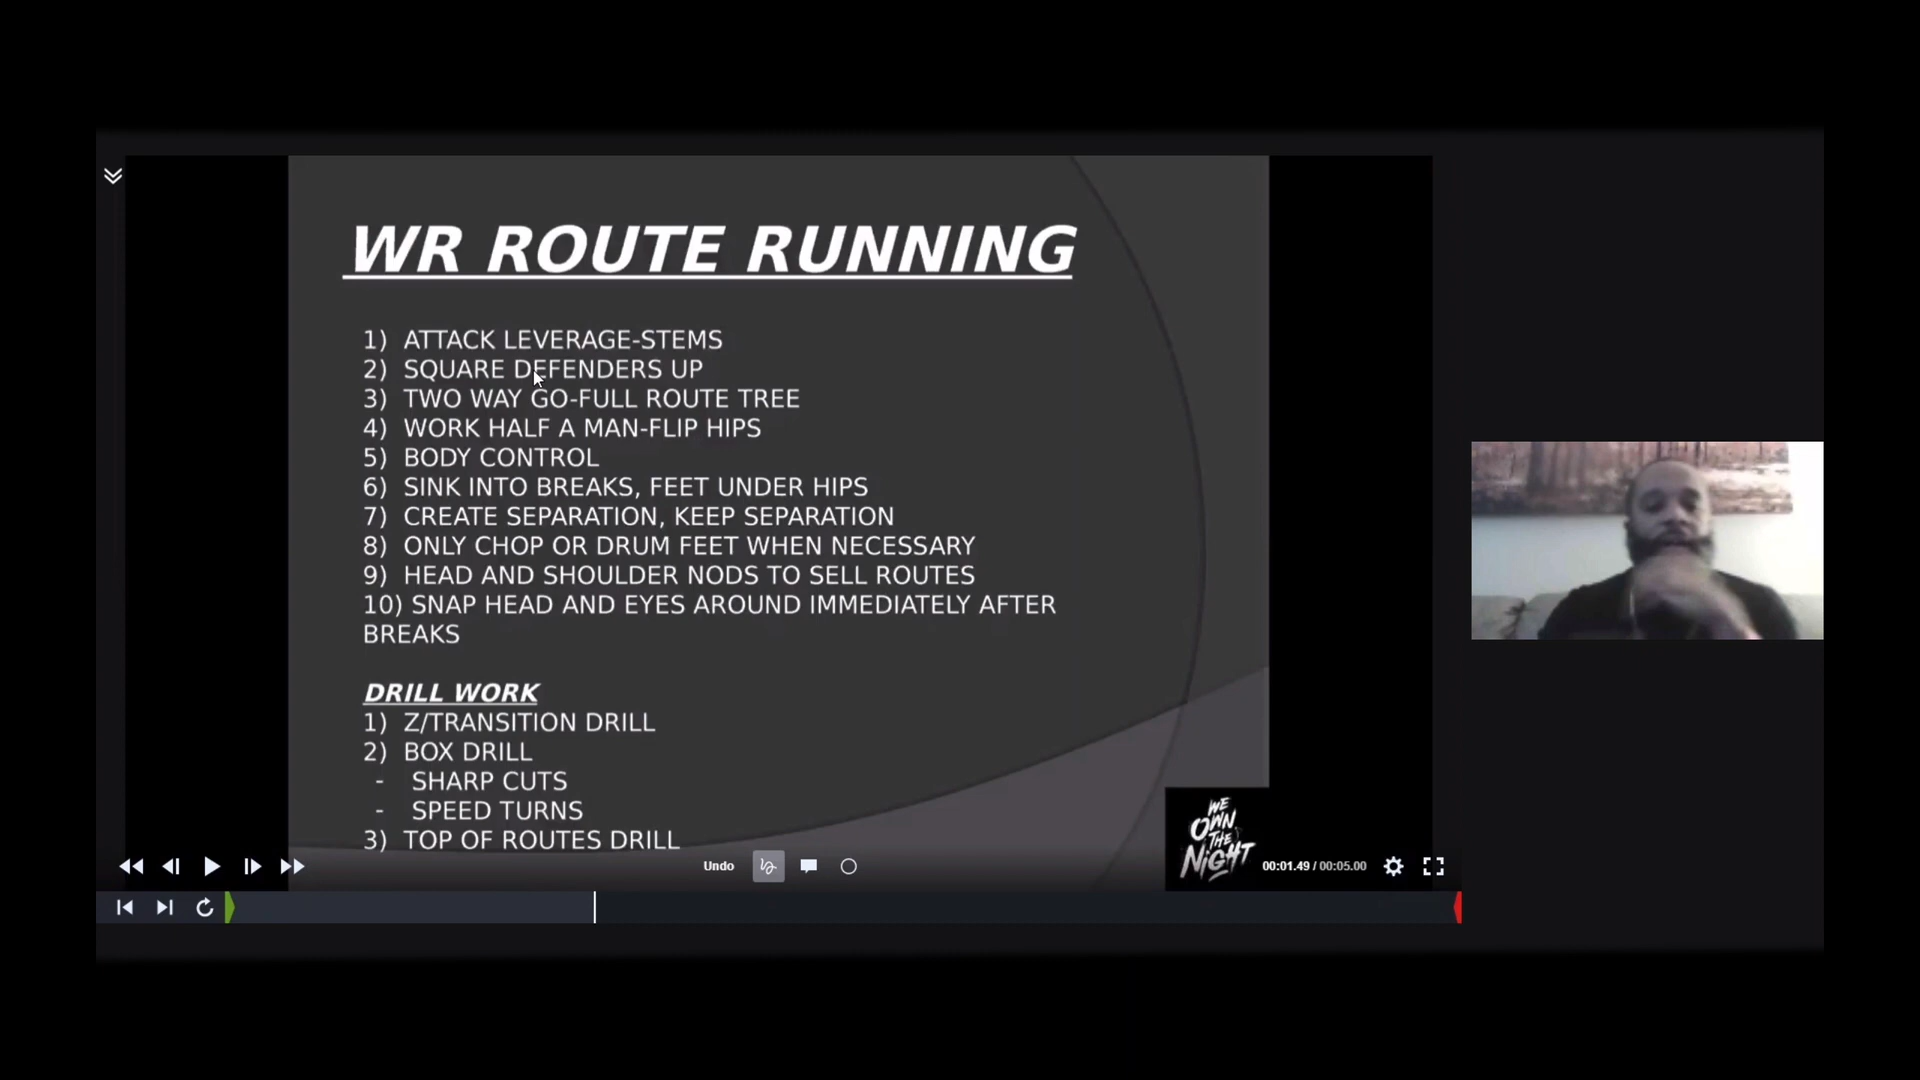 WR ROUTE RUNNING
1) ATTACK LEVERAGE-STEMS
2) SQUARE DEFENDERS UP
3) TWO WAY GO-FULL ROUTE TREE
4) WORK HALF A MAN-FLIP HIPS
5) BODY CONTROL
6) SINK INTO BREAKS, FEET UNDER HIPS
7) CREATE SEPARATION, KEEP SEPARATION
8) ONLY CHOP OR DRUM FEET WHEN NECESSARY
9) HEAD AND SHOULDER NODS TO SELL ROUTES
10) SNAP HEAD AND EYES AROUND IMMEDIATELY AFTER
BREAKS
DRILL WORK
1) Z/TRANSITION DRILL
2) BOX DRILL
- SHARP CUTS
- SPEED TURNS
3) TOP OF ROUTES DRILL
WE
OWN
THE
NIGHT
Undo
00:01.49 / 00:05.00